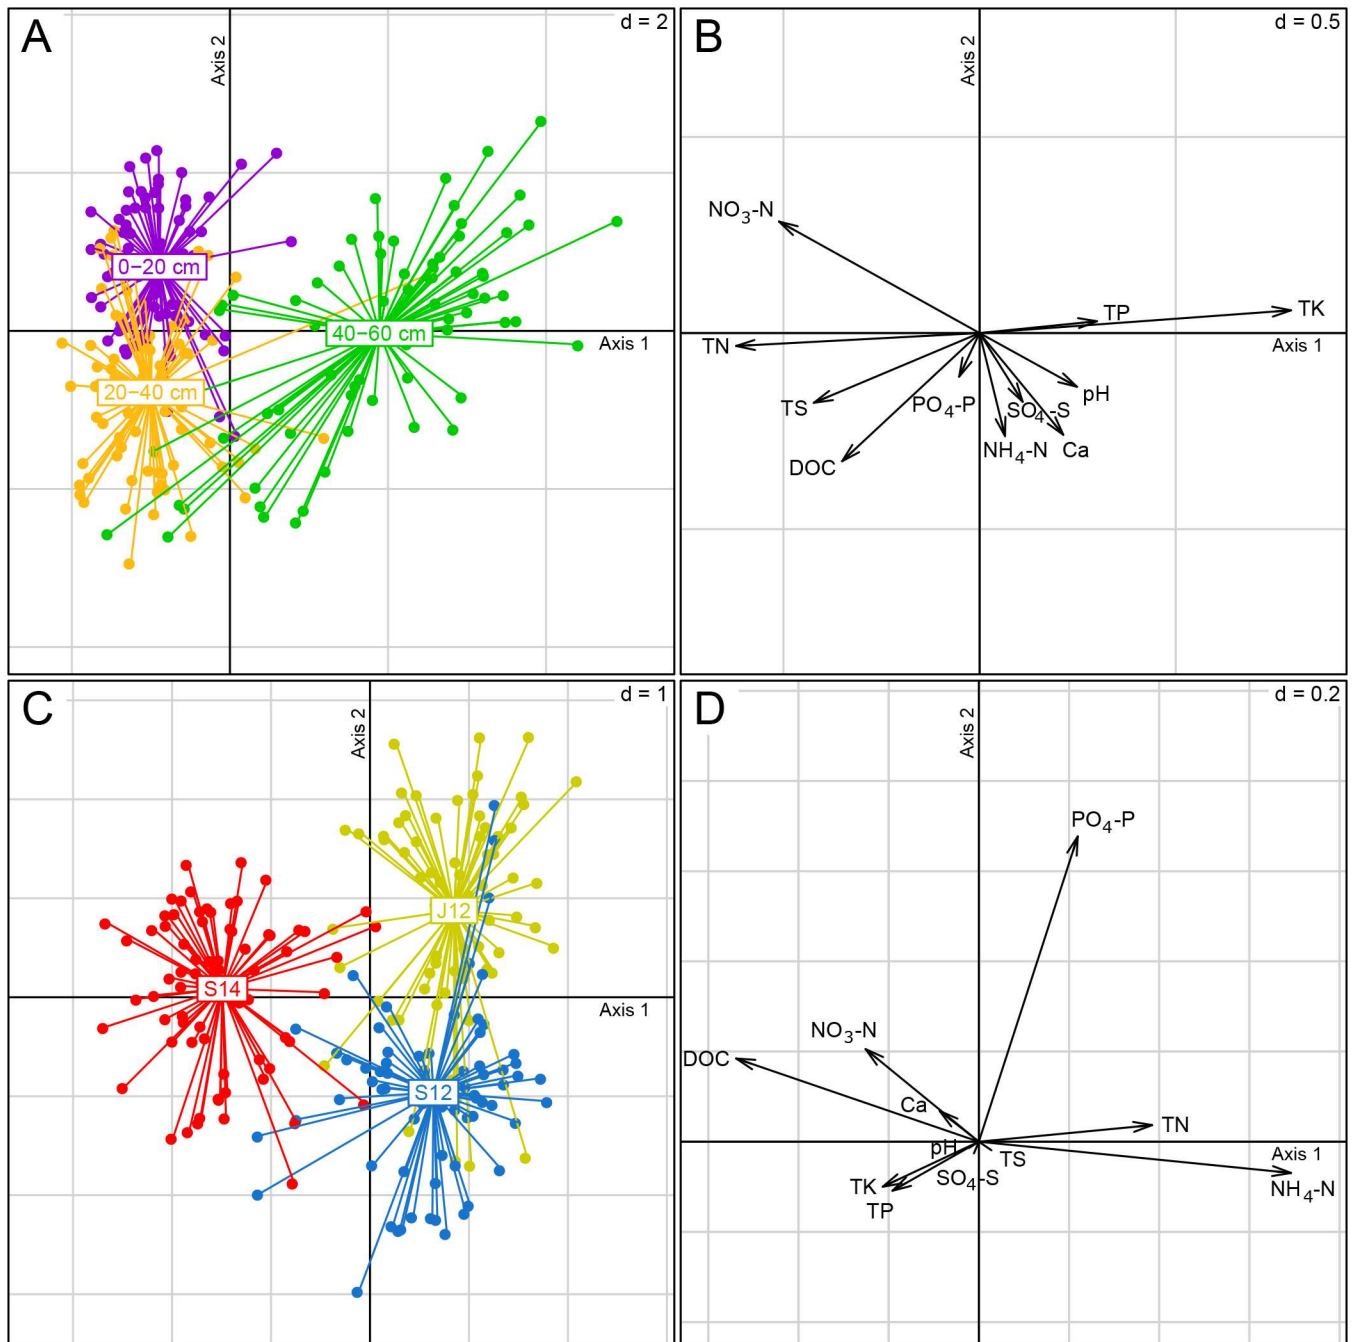 A
Axis 2
d = 2
0−20 cm
40−60 cm
Axis 1
20−40 cm
B
Axis 2
d = 0.5
NO3-N
TP
TK
TN
Axis 1
TS
PO4-P
SO4-S
pH
DOC
NH4-N
Ca
C
Axis 2
d = 1
J12
S14
Axis 1
S12
D
Axis 2
d = 0.2
PO4-P
NO3-N
DOC
Ca
TN
pH
TS
Axis 1
TK
SO4-S
NH4-N
TP